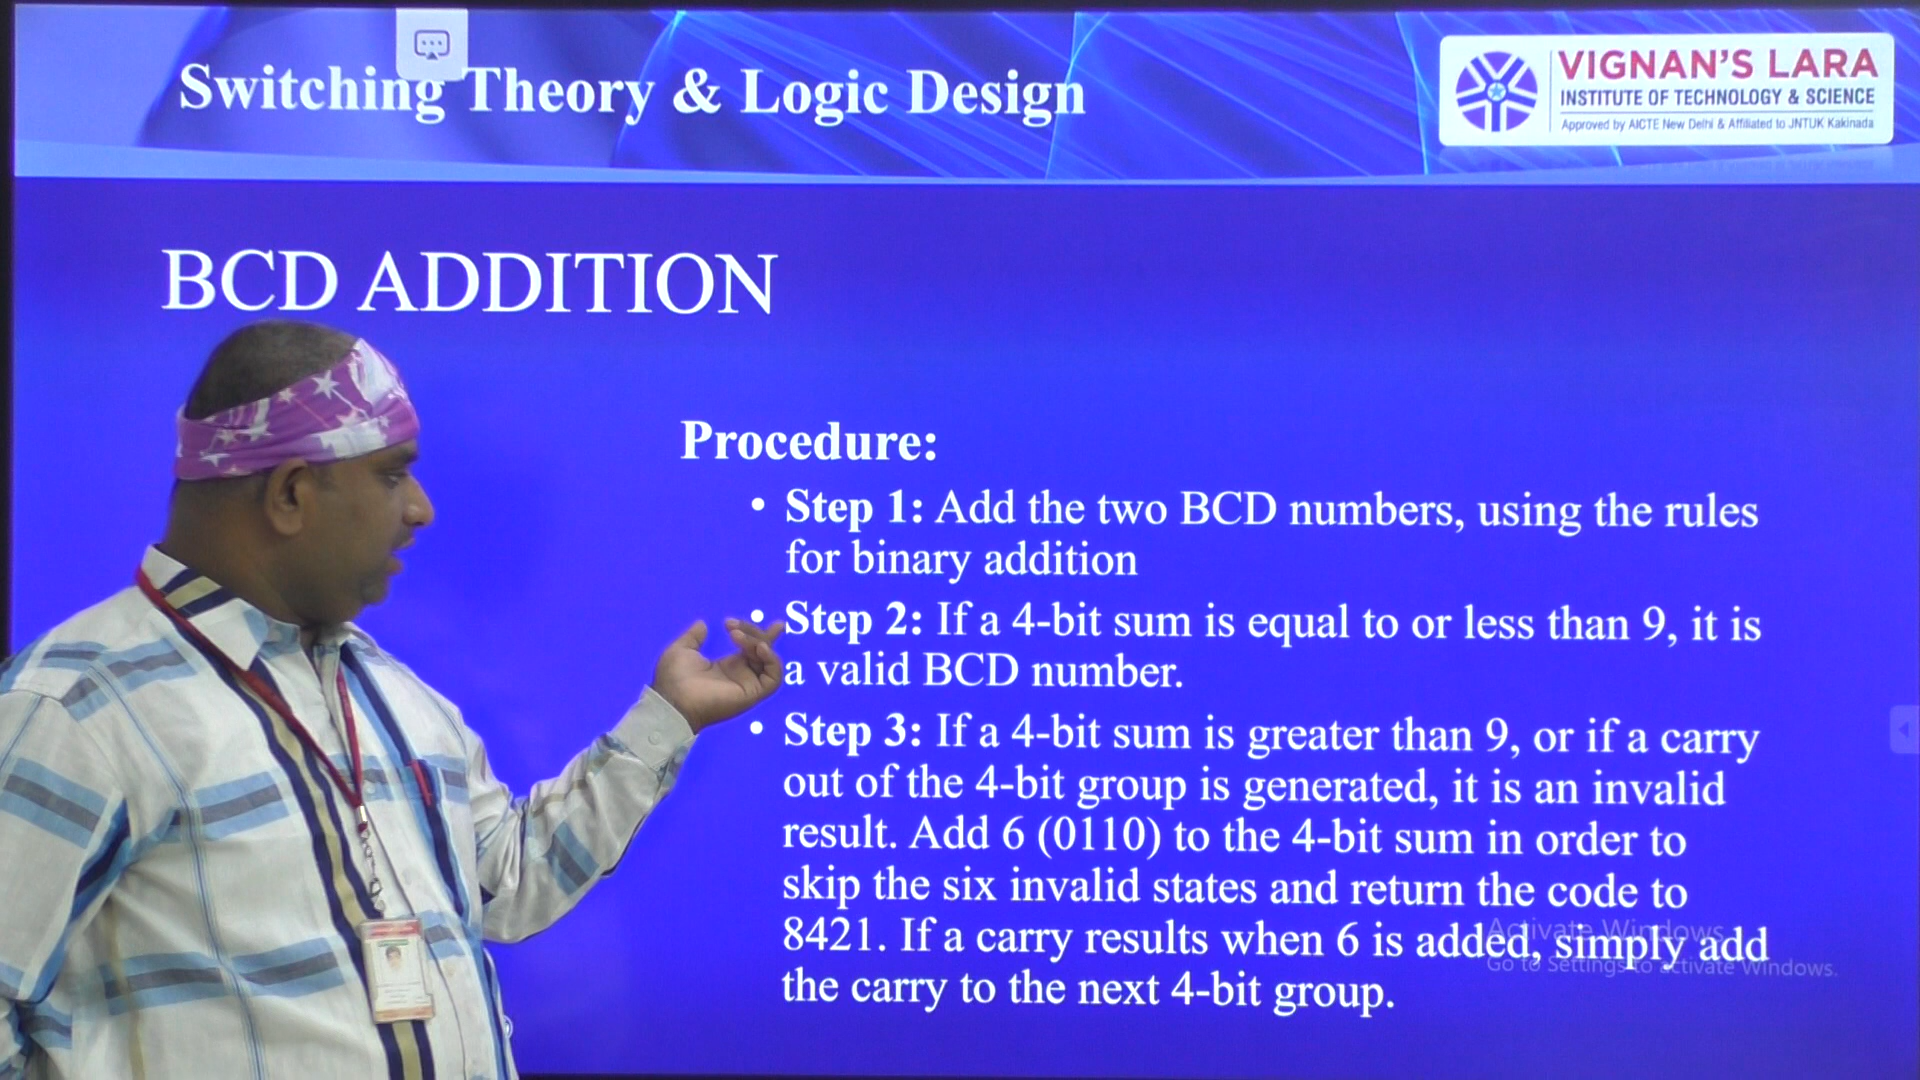 Switching Theory & Logic Design
VIGNAN'S LARA
INSTITUTE OF TECHNOLOGY & SCIENCE
Approved by AICTE New Delhi & Affiliated to JNTUK Kakinada
BCD ADDITION
Procedure:
• Step 1: Add the two BCD numbers, using the rules
for binary addition
• Step 2: If a 4-bit sum is equal to or less than 9, it is
a valid BCD number.
• Step 3: If a 4-bit sum is greater than 9, or if a carry
out of the 4-bit group is generated, it is an invalid
result. Add 6 (0110) to the 4-bit sum in order to
skip the six invalid states and return the code to
8421. If a carry results when 6 is added, simply add
the carry to the next 4-bit group.
Activate Windows
Go to Settings to activate Windows.